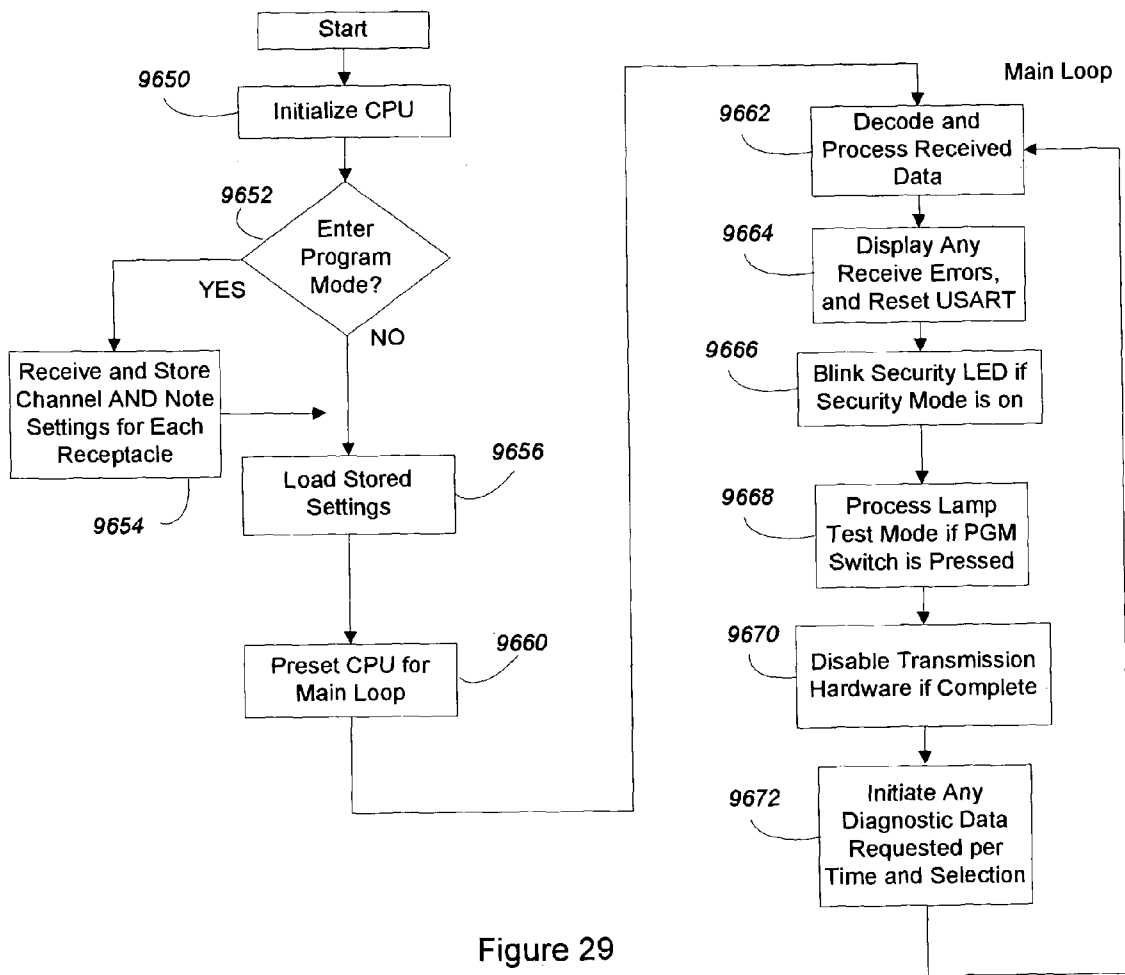 Start
9650
Initialize CPU
9652
Enter
Program
Mode?
YES
NO
Receive and Store
Channel AND Note
Settings for Each
Receptacle
9654
9656
Load Stored
Settings
9660
Preset CPU for
Main Loop
Main Loop
9662
Decode and
Process Received
Data
9664
Display Any
Receive Errors,
and Reset USART
9666
Blink Security LED if
Security Mode is on
9668
Process Lamp
Test Mode if PGM
Switch is Pressed
9670
Disable Transmission
Hardware if Complete
9672
Initiate Any
Diagnostic Data
Requested per
Time and Selection
Figure 29